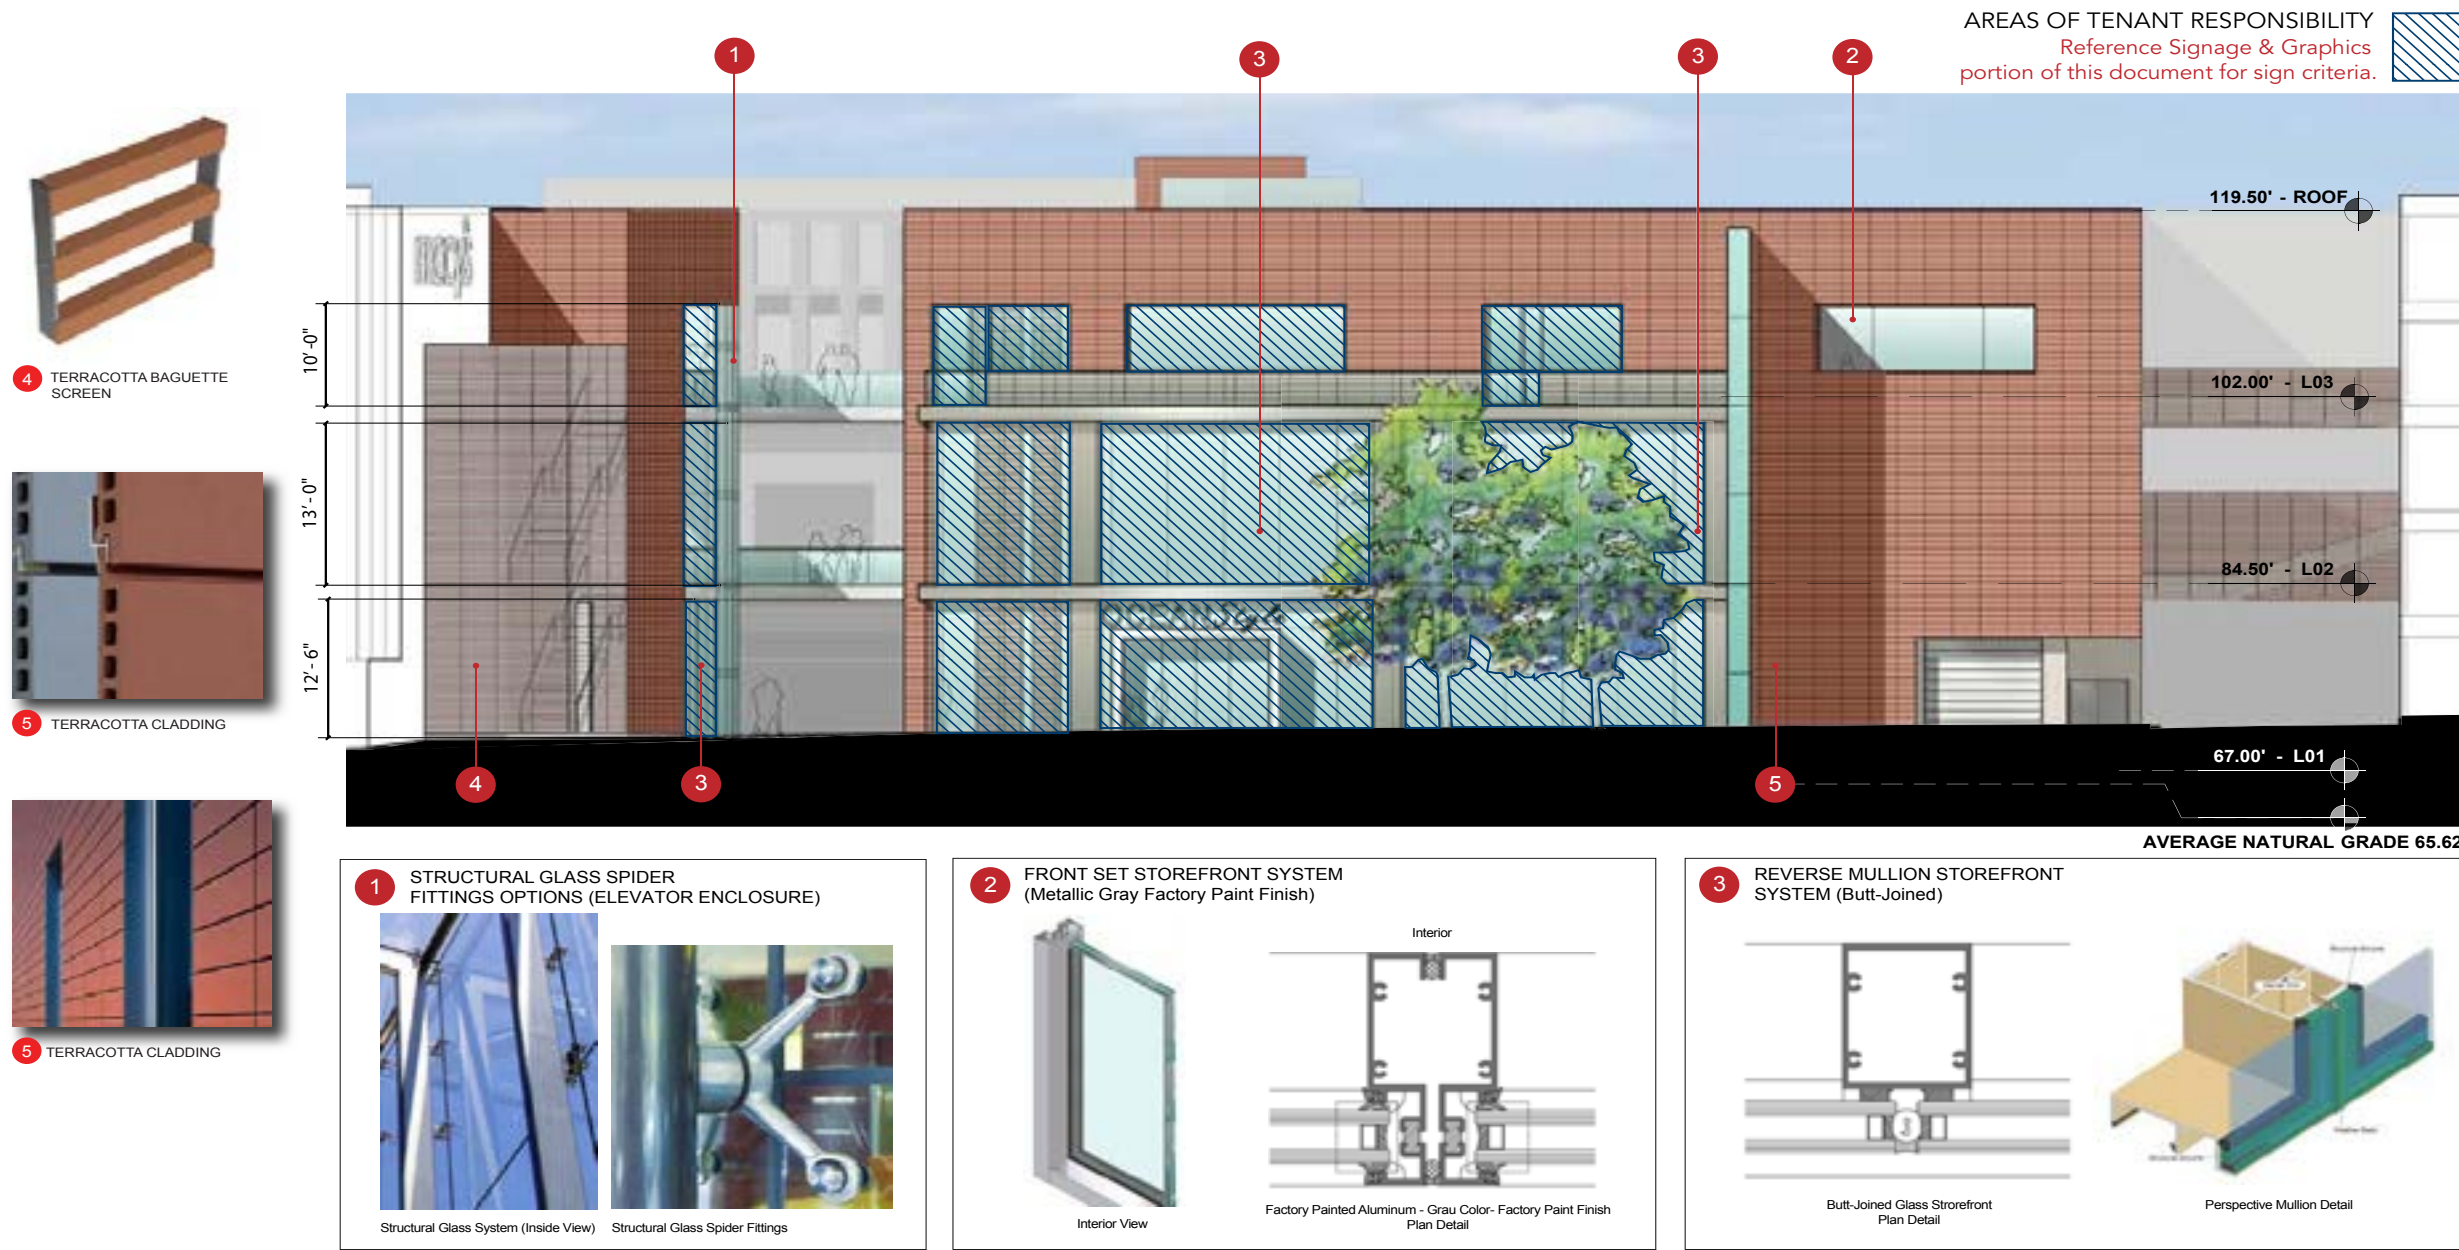 AREAS OF TENANT RESPONSIBILITY
Reference Signage & Graphics
portion of this document for sign criteria.
1
3
3
2
119.50' - ROOF
10'-0"
102.00' - L03
4 TERRACOTTA BAGUETTE
SCREEN
13'- 0"
84.50' - L02
12'- 6"
5 TERRACOTTA CLADDING
67.00' - L01
4
3
5
AVERAGE NATURAL GRADE 65.62
5 TERRACOTTA CLADDING
1 STRUCTURAL GLASS SPIDER
FITTINGS OPTIONS (ELEVATOR ENCLOSURE)
Structural Glass System (Inside View)
Structural Glass Spider Fittings
2 FRONT SET STOREFRONT SYSTEM
(Metallic Gray Factory Paint Finish)
Interior
Interior View
Factory Painted Aluminum - Grau Color- Factory Paint Finish
Plan Detail
3 REVERSE MULLION STOREFRONT
SYSTEM (Butt-Joined)
Butt-Joined Glass Strorefront
Plan Detail
Perspective Mullion Detail